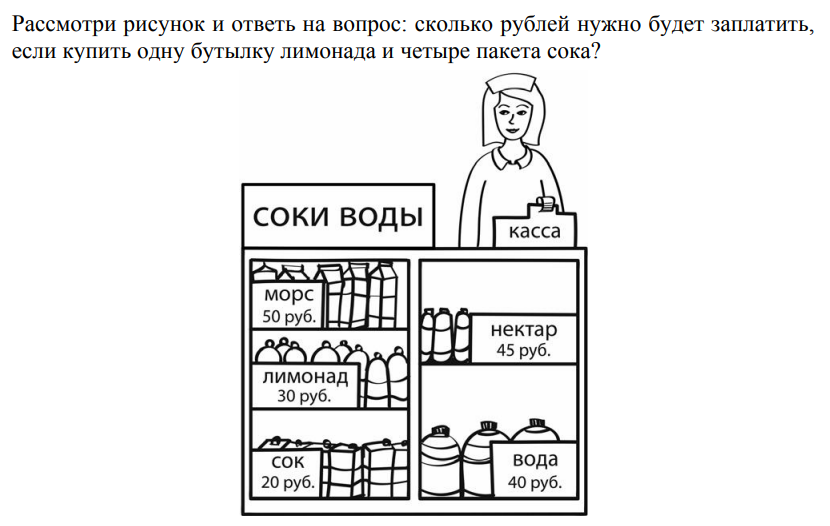 Рассмотри рисунок и ответь на вопрос: сколько рублей нужно будет заплатить,
если купить одну бутылку лимонада и четыре пакета сока?
СОКИ ВОДЫ
касса
морс
50 руб.
лимонад
30 руб.
сок
20 руб.
нектар
45 руб.
вода
40 руб.